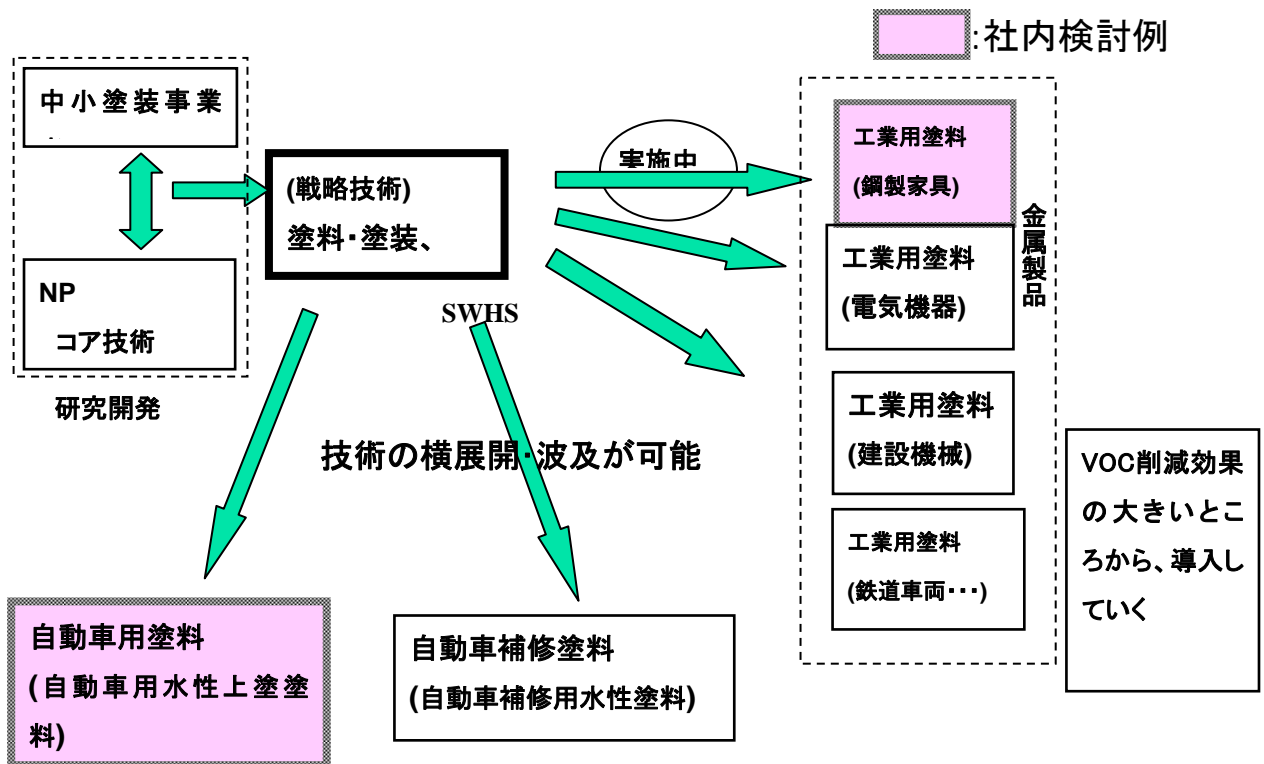 :社内検討例
中小塗装事業
NP
コア技術
研究開発
(戦略技術)
塗料・塗装、
SWHS
実施中
技術の横展開・波及が可能
工業用塗料
(鋼製家具)
工業用塗料
(電気機器)
工業用塗料
(建設機械)
工業用塗料
(鉄道車両・・・)
金属製品
VOC削減効果
の大きいとこ
ろから、導入し
ていく
自動車用塗料
(自動車用水性上塗塗
料)
自動車補修塗料
(自動車補修用水性塗料)